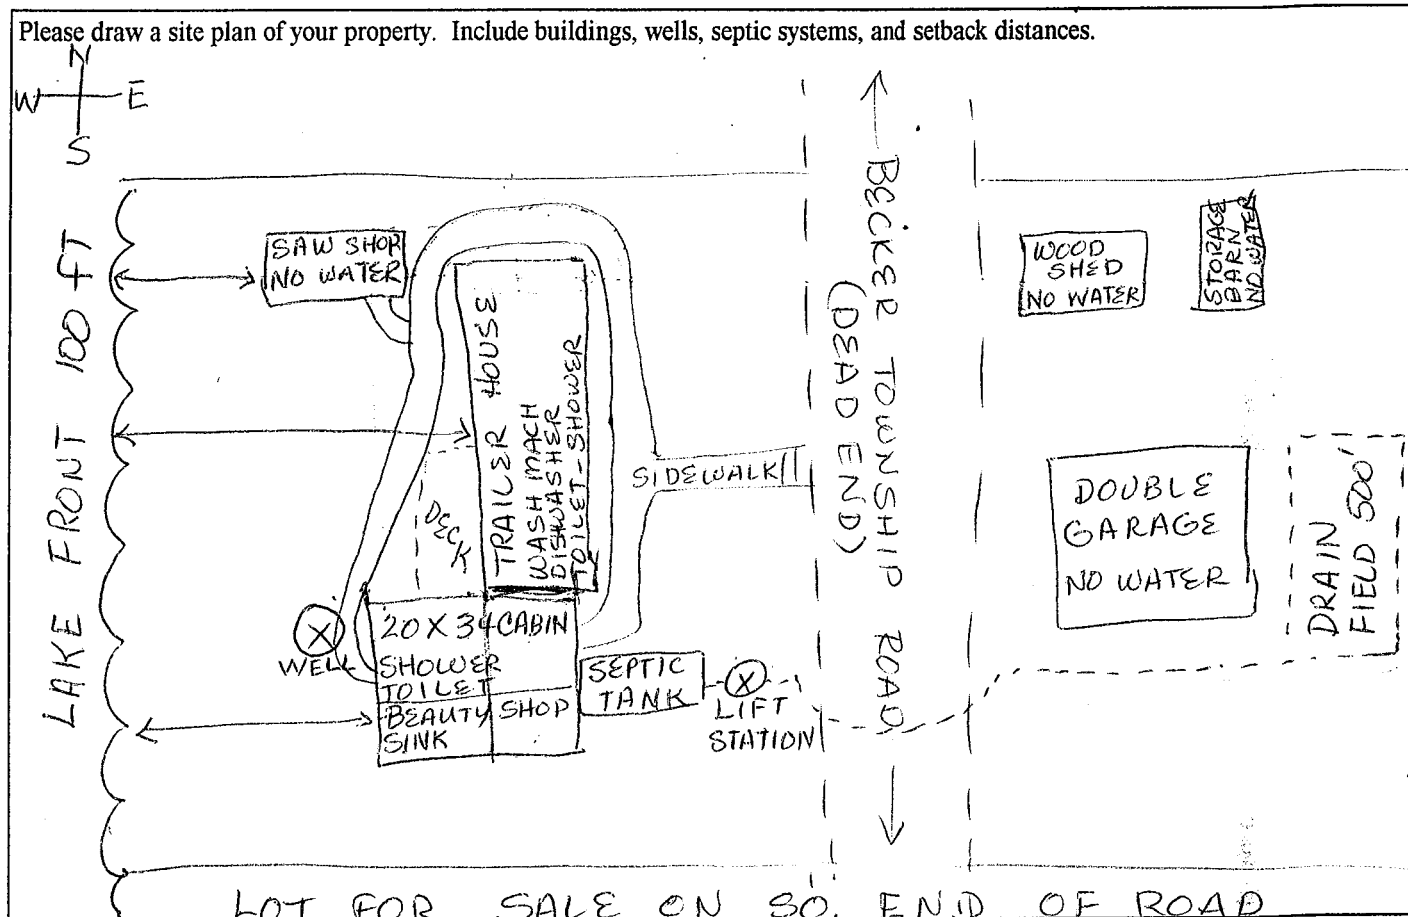 Please draw a site plan of your property. Include buildings, wells, septic systems, and setback distances.
N
W E
S
LAKE FRONT 100 FT
SAW SHOP
NO WATER
TRAILER HOUSE
WASH MACH
DISHWASHER
TOILET-SHOWER
DECK
SIDEWALK
WELL
X
20 X 34 CABIN
SHOWER
TOILET
BEAUTY SHOP
SINK
SEPTIC
TANK
X
LIFT
STATION
BECKER TOWNSHIP ROAD
(DEAD END)
WOOD
SHED
NO WATER
STORAGE
BARN
NO WATER
DOUBLE
GARAGE
NO WATER
DRAIN
FIELD 500'
LOT FOR SALE ON SO. END OF ROAD